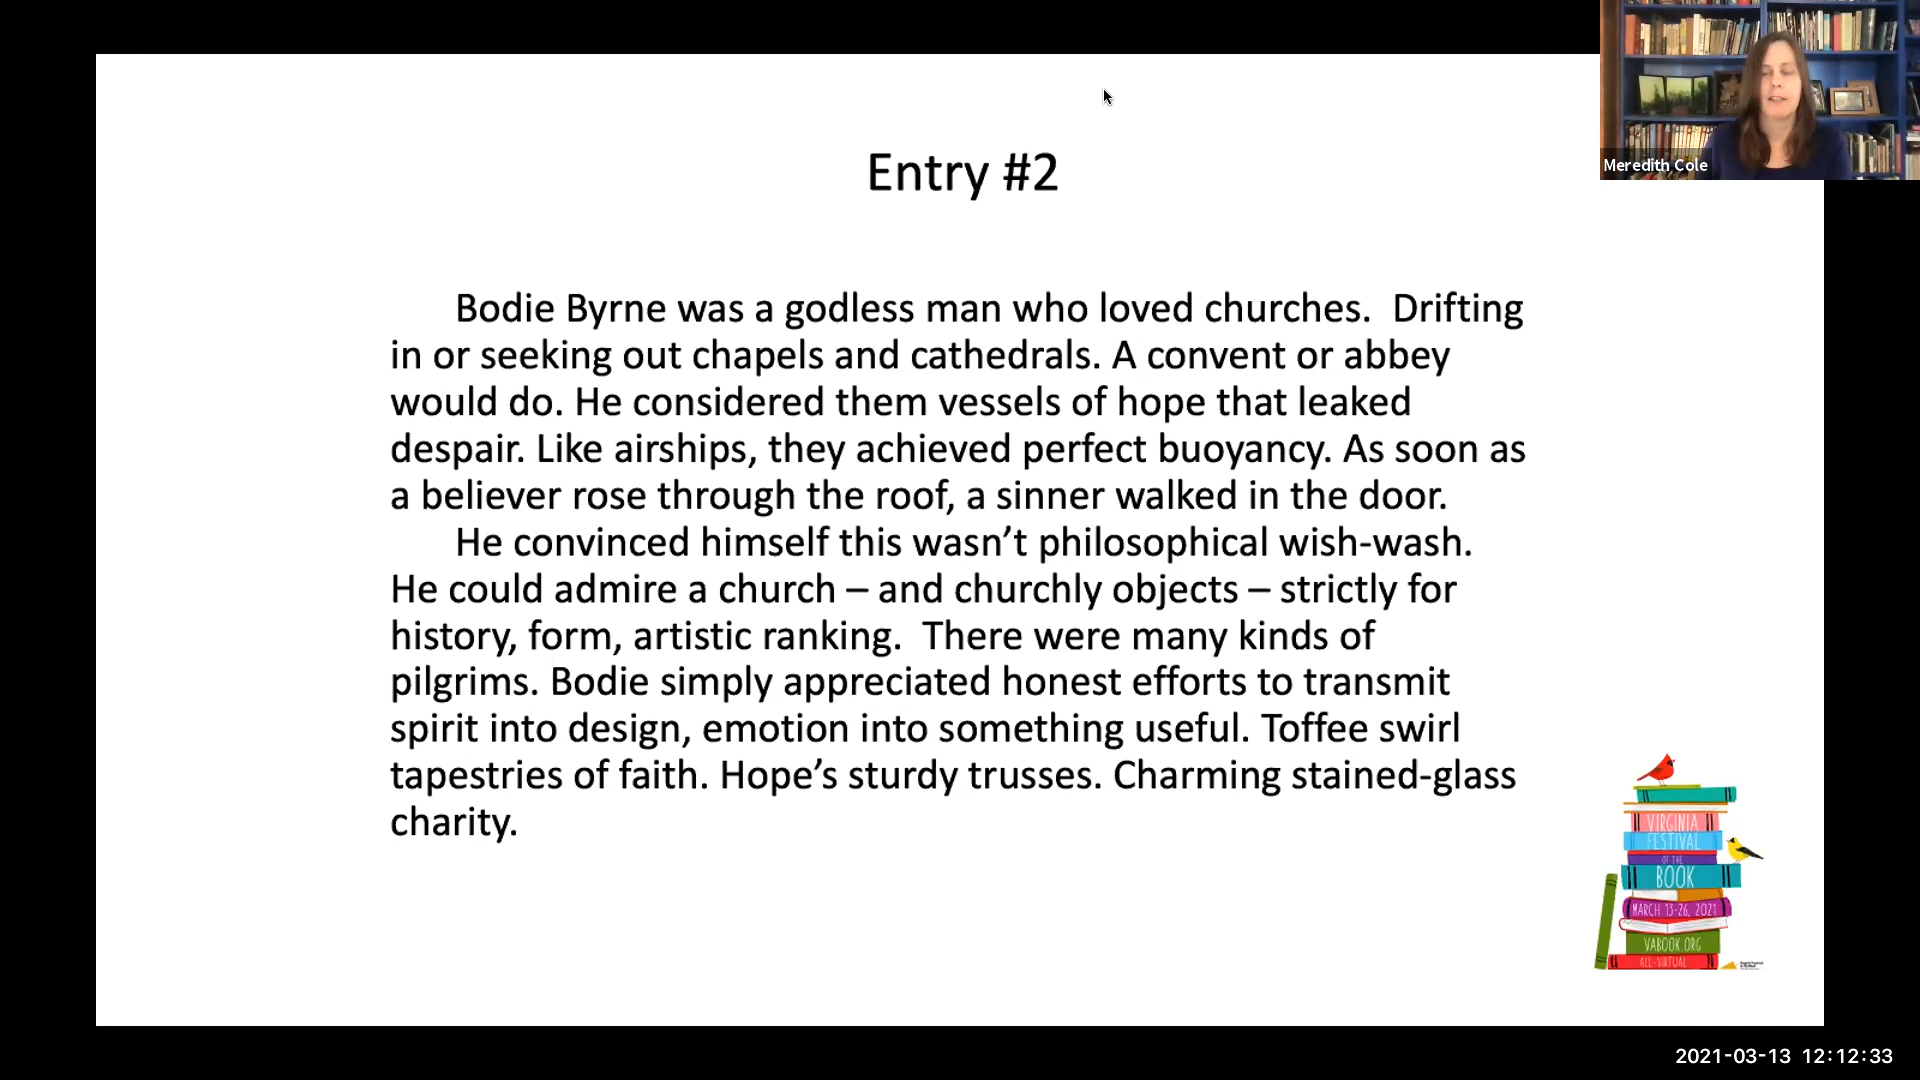 Meredith Cole
Entry #2
Bodie Byrne was a godless man who loved churches.  Drifting
in or seeking out chapels and cathedrals. A convent or abbey
would do. He considered them vessels of hope that leaked
despair. Like airships, they achieved perfect buoyancy. As soon as
a believer rose through the roof, a sinner walked in the door.
He convinced himself this wasn’t philosophical wish-wash.
He could admire a church – and churchly objects – strictly for
history, form, artistic ranking.  There were many kinds of
pilgrims. Bodie simply appreciated honest efforts to transmit
spirit into design, emotion into something useful. Toffee swirl
tapestries of faith. Hope’s sturdy trusses. Charming stained-glass
charity.
VIRGINIA
FESTIVAL
OF THE
BOOK
MARCH 13-26, 2021
VABOOK.ORG
ALL-VIRTUAL
2021-03-13 12:12:33